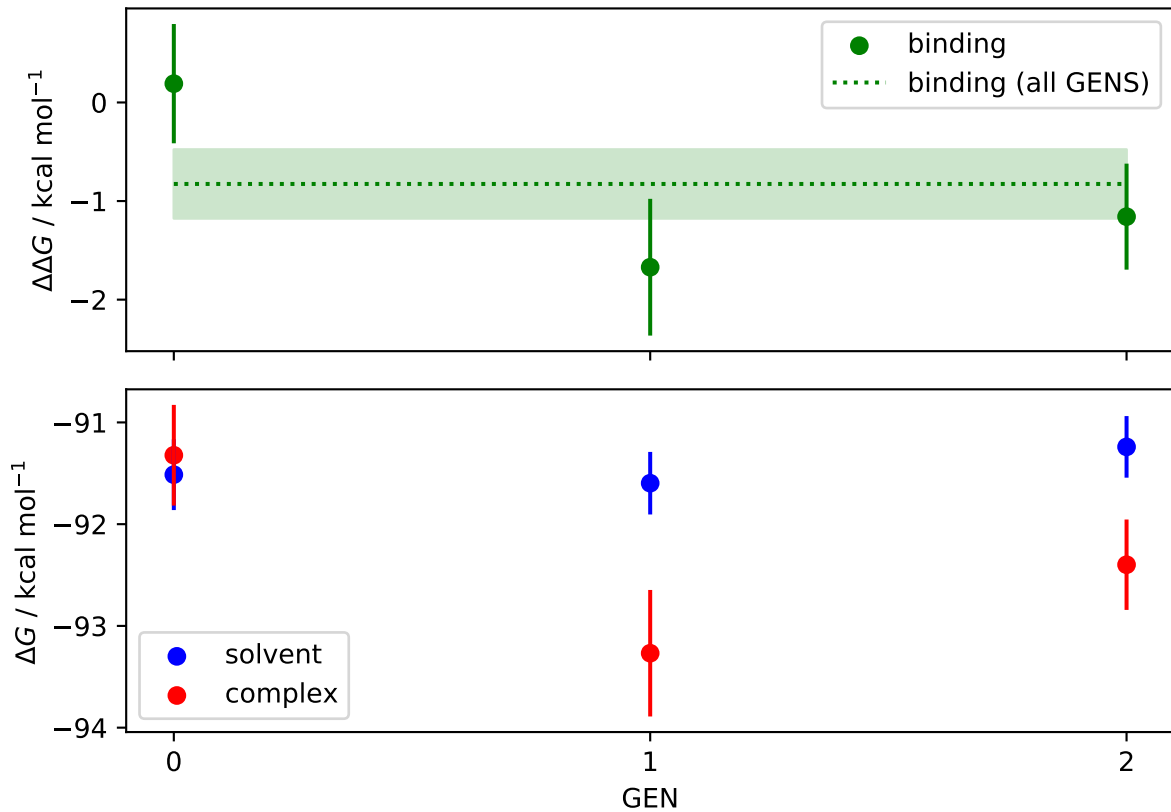 binding
binding (all GENS)
ΔΔG / kcal mol⁻¹
0
−1
−2
ΔG / kcal mol⁻¹
−91
−92
−93
−94
solvent
complex
0 1 2
GEN